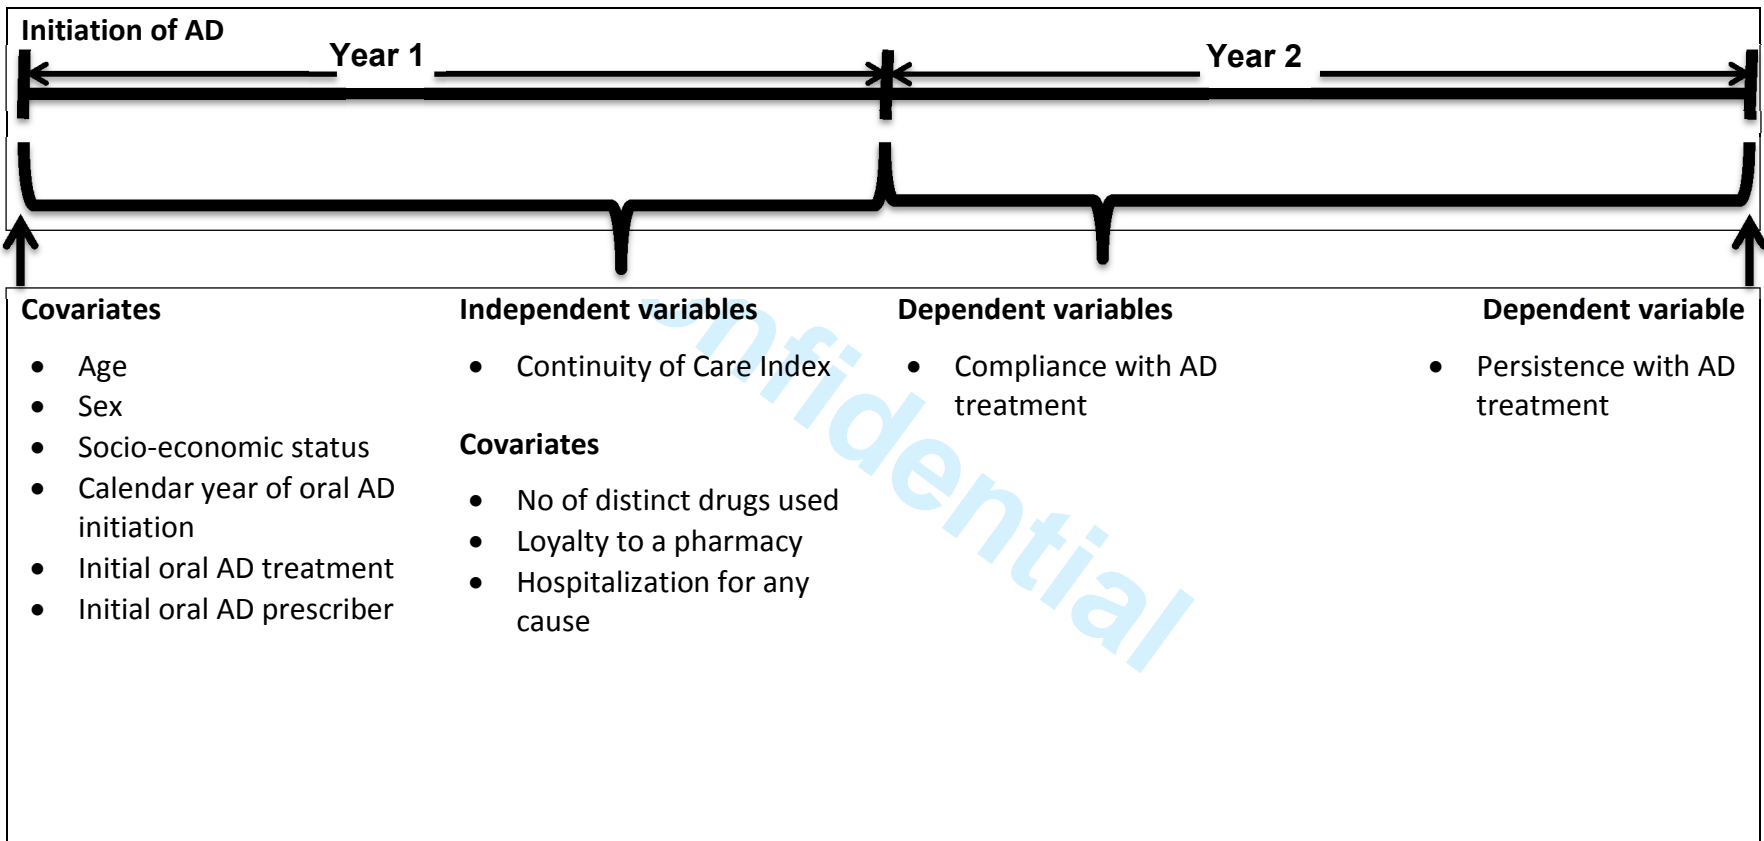 Initiation of AD
Year 1
Year 2
Covariates
• Age
• Sex
• Socio-economic status
• Calendar year of oral AD
initiation
• Initial oral AD treatment
• Initial oral AD prescriber
Independent variables
• Continuity of Care Index
Covariates
• No of distinct drugs used
• Loyalty to a pharmacy
• Hospitalization for any
cause
Dependent variables
• Compliance with AD
treatment
Dependent variable
• Persistence with AD
treatment
nfidential